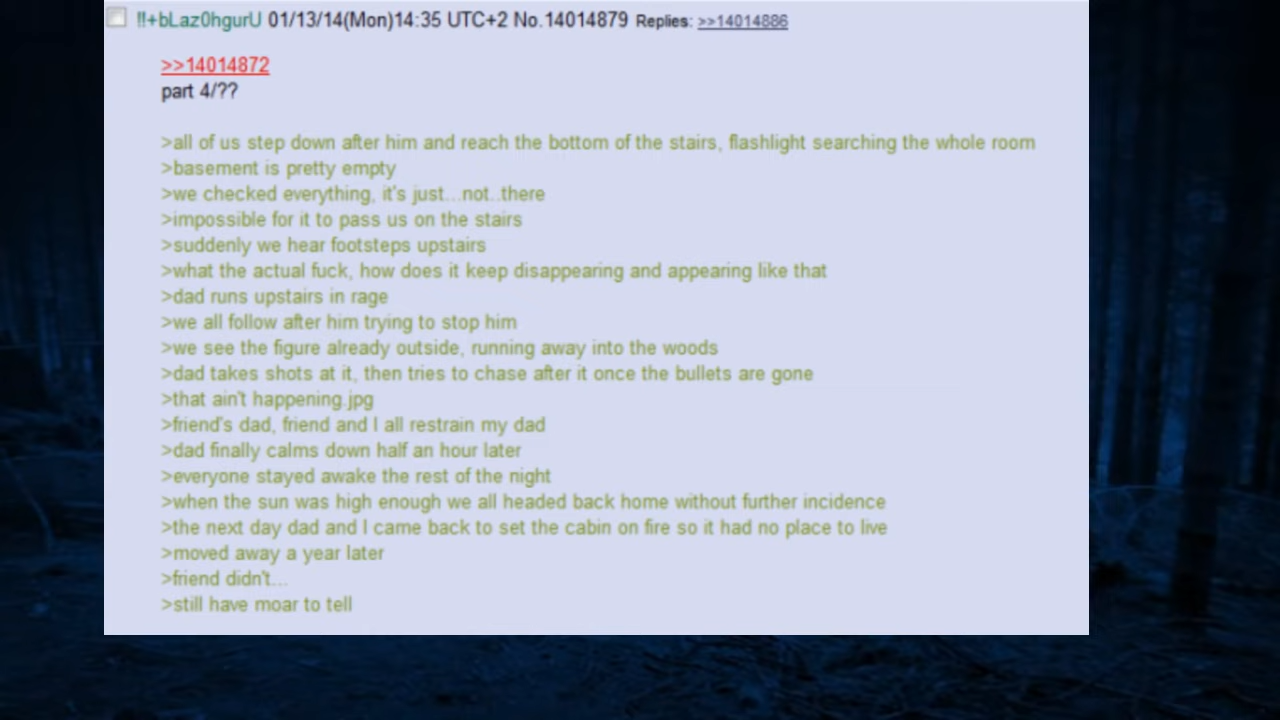 !!+bLaz0hgurU 01/13/14(Mon)14:35 UTC+2 No.14014879 Replies: >>14014886
>>14014872
part 4/??
>all of us step down after him and reach the bottom of the stairs, flashlight searching the whole room
>basement is pretty empty
>we checked everything, it's just...not..there
>impossible for it to pass us on the stairs
>suddenly we hear footsteps upstairs
>what the actual fuck, how does it keep disappearing and appearing like that
>dad runs upstairs in rage
>we all follow after him trying to stop him
>we see the figure already outside, running away into the woods
>dad takes shots at it, then tries to chase after it once the bullets are gone
>that ain't happening.jpg
>friend's dad, friend and I all restrain my dad
>dad finally calms down half an hour later
>everyone stayed awake the rest of the night
>when the sun was high enough we all headed back home without further incidence
>the next day dad and I came back to set the cabin on fire so it had no place to live
>moved away a year later
>friend didn't...
>still have moar to tell